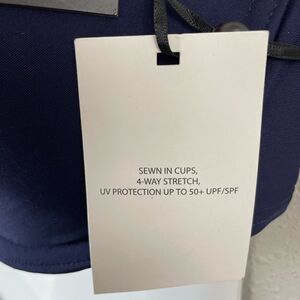 SEWN IN CUPS,
4-WAY STRETCH,
UV PROTECTION UP TO 50+ UPF/SPF